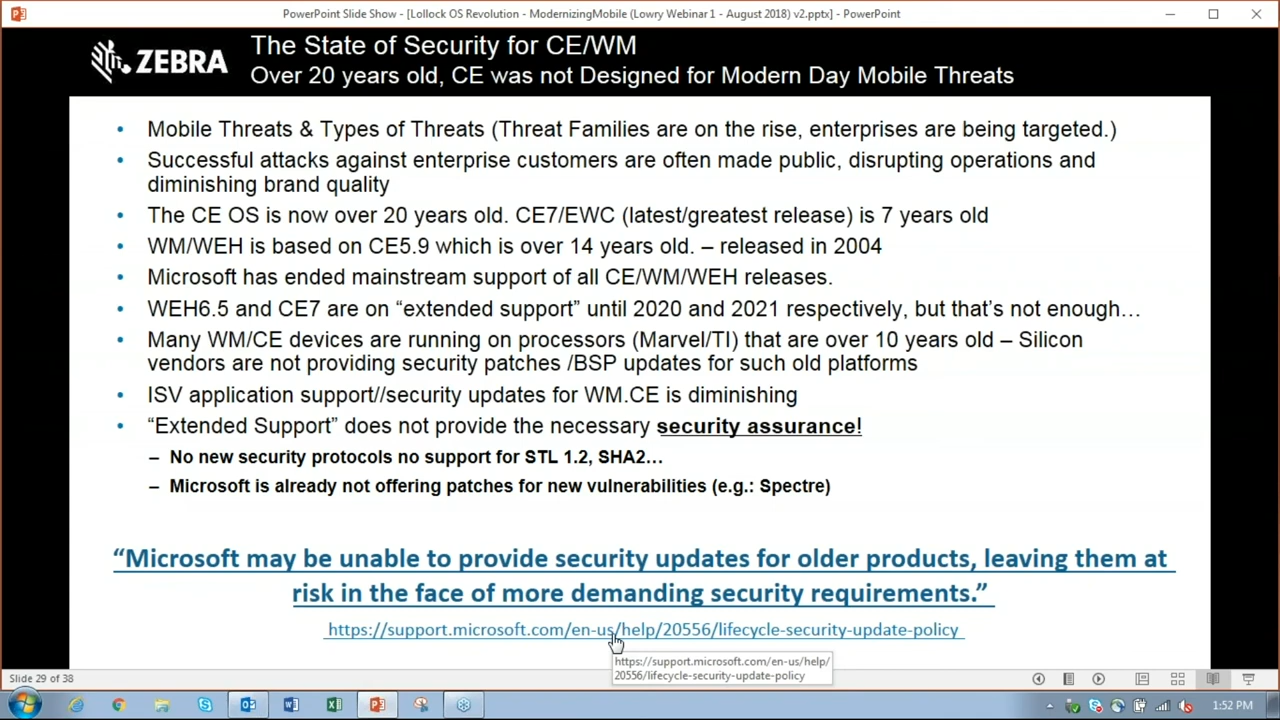 PowerPoint Slide Show - [Lollock OS Revolution - ModernizingMobile (Lowry Webinar 1 - August 2018) v2.pptx] - PowerPoint
ZEBRA
The State of Security for CE/WM
Over 20 years old, CE was not Designed for Modern Day Mobile Threats
• Mobile Threats & Types of Threats (Threat Families are on the rise, enterprises are being targeted.)
• Successful attacks against enterprise customers are often made public, disrupting operations and
diminishing brand quality
• The CE OS is now over 20 years old. CE7/EWC (latest/greatest release) is 7 years old
• WM/WEH is based on CE5.9 which is over 14 years old. – released in 2004
• Microsoft has ended mainstream support of all CE/WM/WEH releases.
• WEH6.5 and CE7 are on “extended support” until 2020 and 2021 respectively, but that’s not enough…
• Many WM/CE devices are running on processors (Marvel/TI) that are over 10 years old – Silicon
vendors are not providing security patches /BSP updates for such old platforms
• ISV application support//security updates for WM.CE is diminishing
• “Extended Support” does not provide the necessary security assurance!
– No new security protocols no support for STL 1.2, SHA2…
– Microsoft is already not offering patches for new vulnerabilities (e.g.: Spectre)
“Microsoft may be unable to provide security updates for older products, leaving them at
risk in the face of more demanding security requirements.”
https://support.microsoft.com/en-us/help/20556/lifecycle-security-update-policy
https://support.microsoft.com/en-us/help/
20556/lifecycle-security-update-policy
Slide 29 of 38
1:52 PM